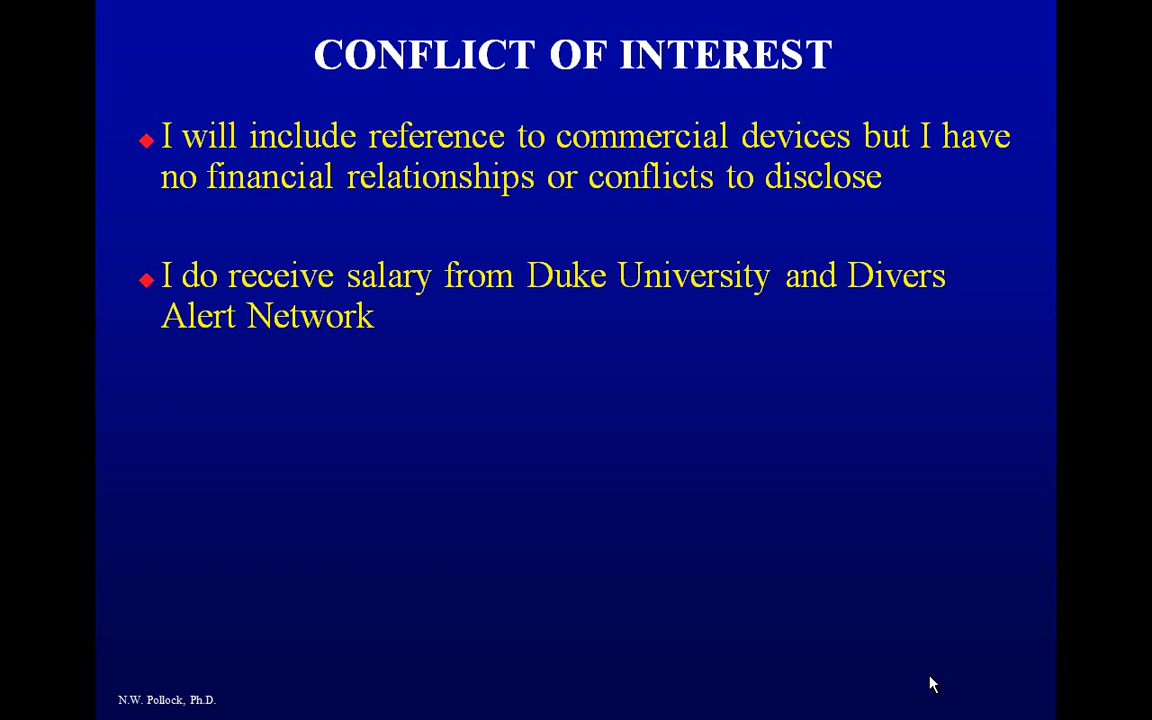 CONFLICT OF INTEREST
I will include reference to commercial devices but I have
no financial relationships or conflicts to disclose
I do receive salary from Duke University and Divers
Alert Network
N.W. Pollock, Ph.D.